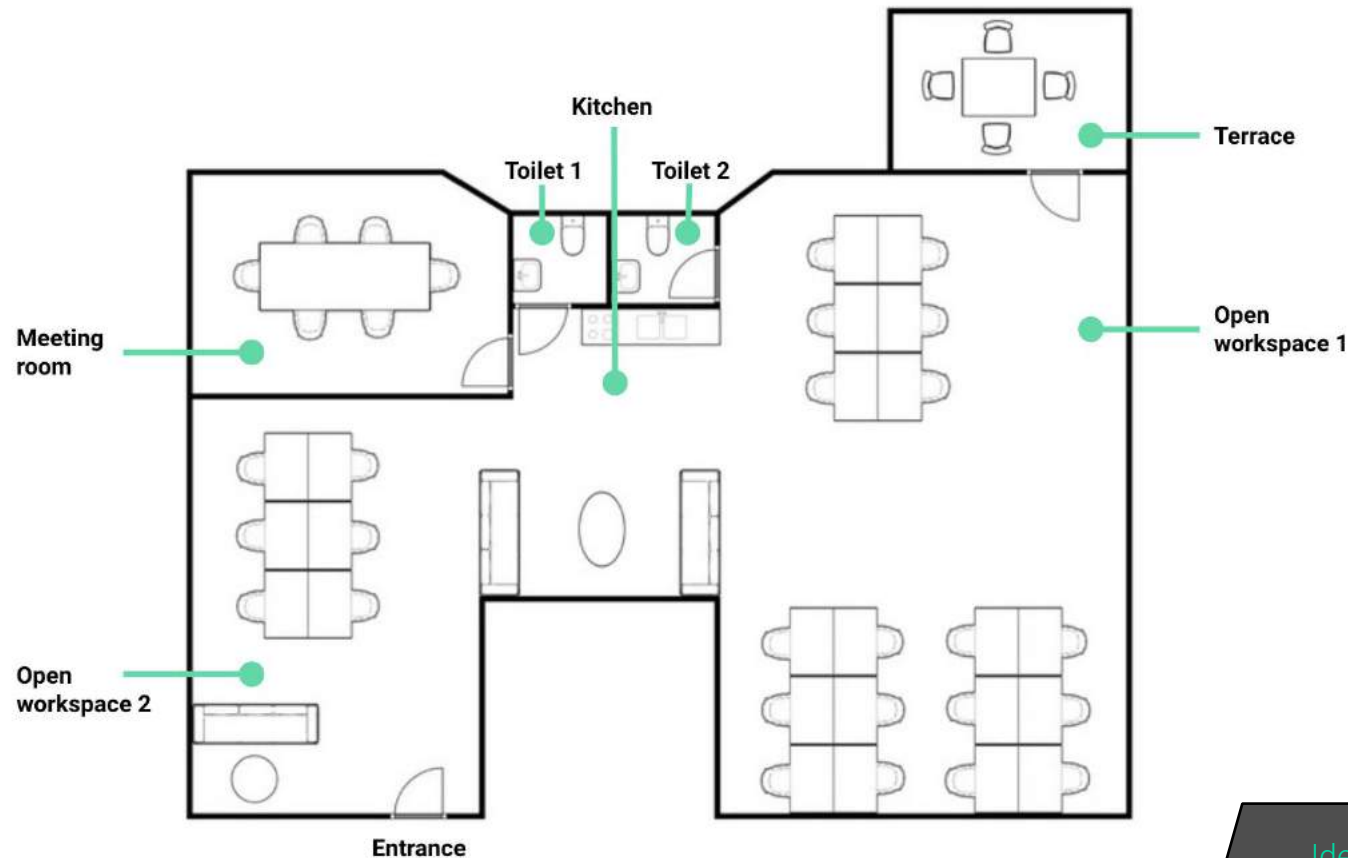 Kitchen
Terrace
Toilet 1
Toilet 2
Open
workspace 1
Meeting
room
Open
workspace 2
Entrance